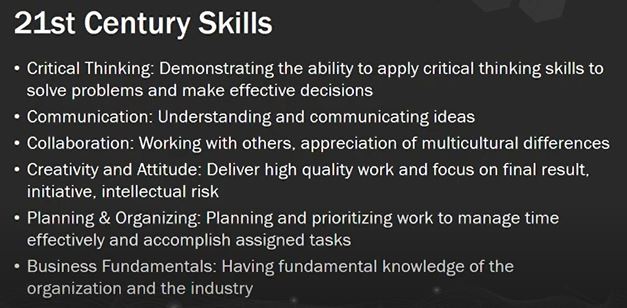 21st Century Skills
• Critical Thinking: Demonstrating the ability to apply critical thinking skills to
solve problems and make effective decisions
• Communication: Understanding and communicating ideas
• Collaboration: Working with others, appreciation of multicultural differences
• Creativity and Attitude: Deliver high quality work and focus on final result,
initiative, intellectual risk
• Planning & Organizing: Planning and prioritizing work to manage time
effectively and accomplish assigned tasks
• Business Fundamentals: Having fundamental knowledge of the
organization and the industry